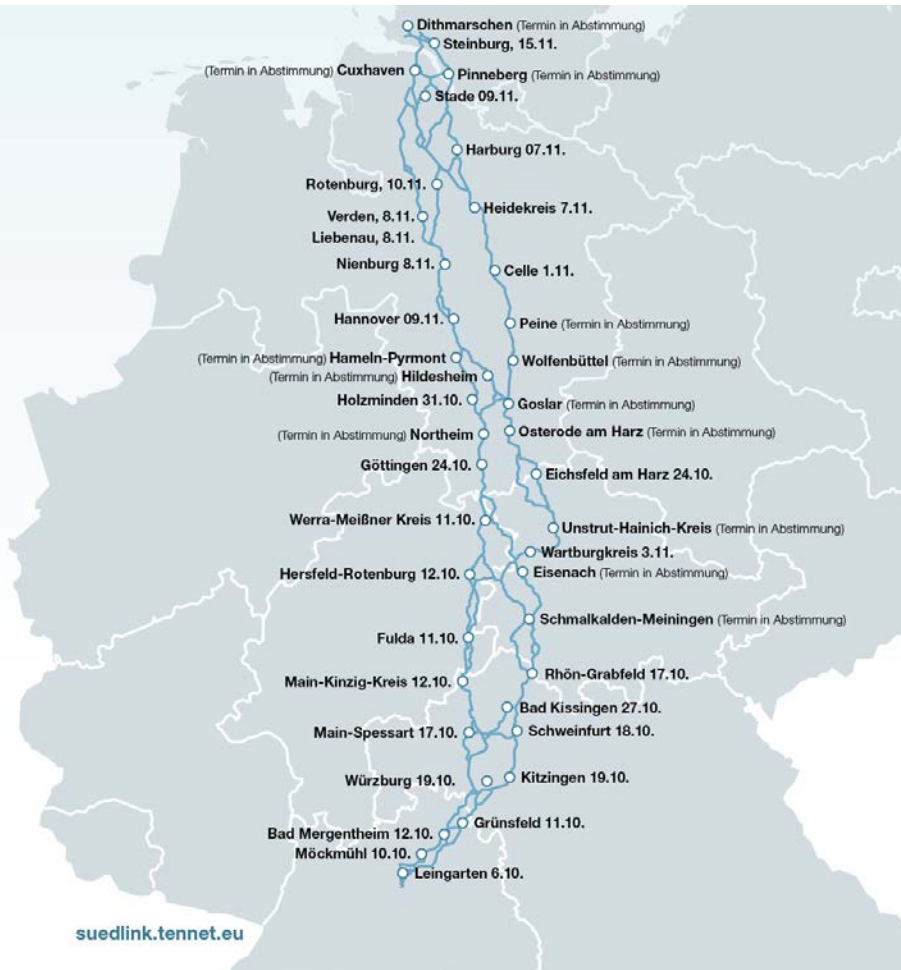 Dithmarschen (Termin in Abstimmung)
Steinburg, 15.11.
(Termin in Abstimmung) Cuxhaven
Pinneberg (Termin in Abstimmung)
Stade 09.11.
Harburg 07.11.
Rotenburg, 10.11.
Heidekreis 7.11.
Verden, 8.11.
Liebenau, 8.11.
Nienburg 8.11.
Celle 1.11.
Hannover 09.11.
Peine (Termin in Abstimmung)
(Termin in Abstimmung) Hameln-Pyrmont
Wolfenbüttel (Termin in Abstimmung)
(Termin in Abstimmung) Hildesheim
Holzminden 31.10.
Goslar (Termin in Abstimmung)
(Termin in Abstimmung) Northeim
Osterode am Harz (Termin in Abstimmung)
Göttingen 24.10.
Eichsfeld am Harz 24.10.
Werra-Meißner Kreis 11.10.
Unstrut-Hainich-Kreis (Termin in Abstimmung)
Wartburgkreis 3.11.
Hersfeld-Rotenburg 12.10.
Eisenach (Termin in Abstimmung)
Schmalkalden-Meiningen (Termin in Abstimmung)
Fulda 11.10.
Rhön-Grabfeld 17.10.
Main-Kinzig-Kreis 12.10.
Bad Kissingen 27.10.
Main-Spessart 17.10.
Schweinfurt 18.10.
Würzburg 19.10.
Kitzingen 19.10.
Grünsfeld 11.10.
Bad Mergentheim 12.10.
Möckmühl 10.10.
Leingarten 6.10.
suedlink.tennet.eu